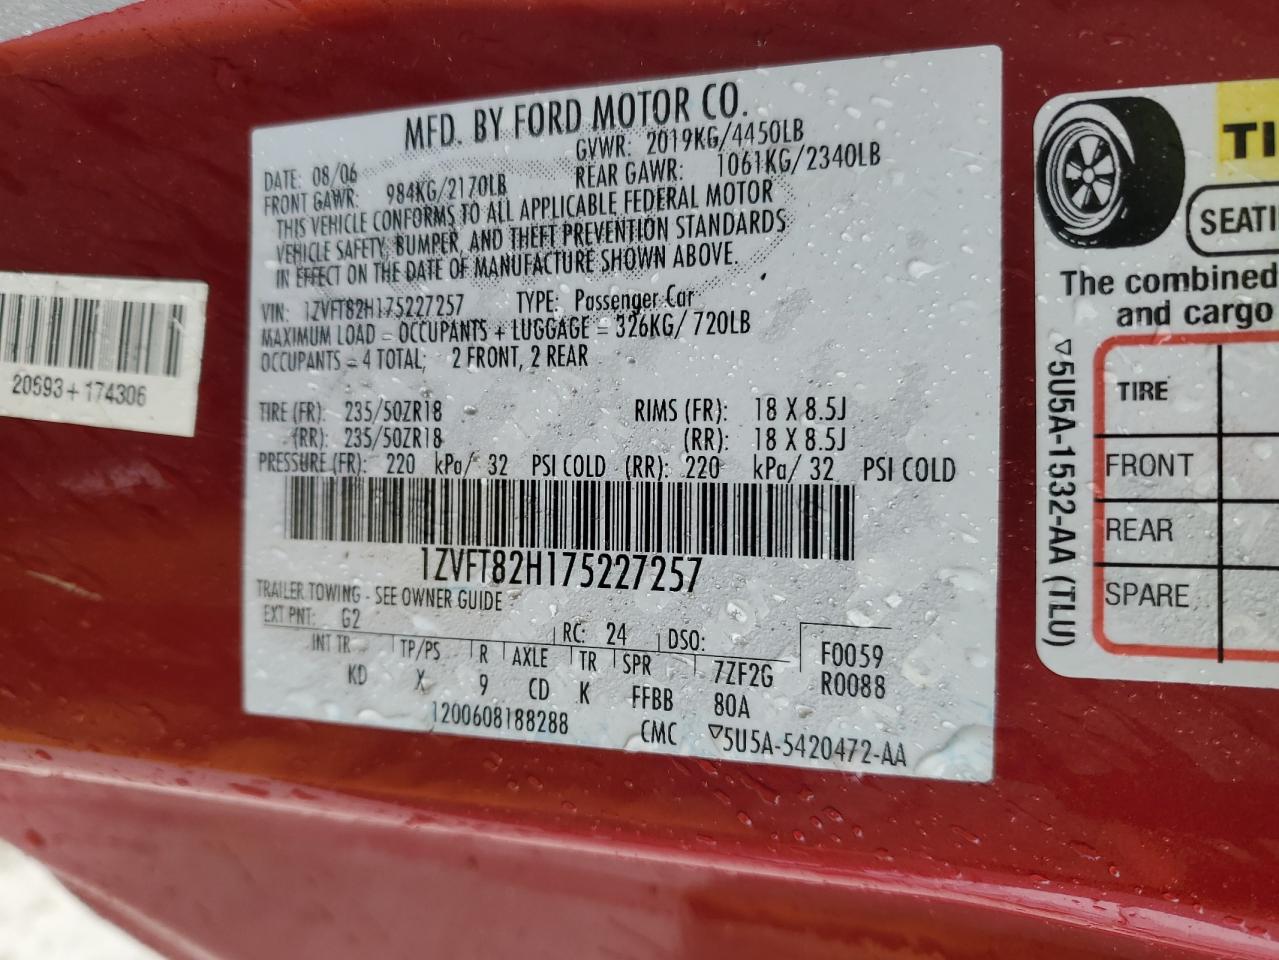 MFD. BY FORD MOTOR CO.
DATE: 08/06 GVWR: 2019KG/4450LB
FRONT GAWR: 984KG/2170LB REAR GAWR: 1061KG/2340LB
THIS VEHICLE CONFORMS TO ALL APPLICABLE FEDERAL MOTOR
VEHICLE SAFETY, BUMPER, AND THEFT PREVENTION STANDARDS
IN EFFECT ON THE DATE OF MANUFACTURE SHOWN ABOVE.
VIN: 1ZVFT82H175227257 TYPE: Passenger Car
MAXIMUM LOAD = OCCUPANTS + LUGGAGE = 326KG/ 720LB
OCCUPANTS = 4 TOTAL; 2 FRONT, 2 REAR
TIRE (FR): 235/50ZR18 RIMS (FR): 18 X 8.5J
(RR): 235/50ZR18 (RR): 18 X 8.5J
PRESSURE (FR): 220 kPa/ 32 PSI COLD (RR): 220 kPa/ 32 PSI COLD
1ZVFT82H175227257
TRAILER TOWING - SEE OWNER GUIDE
EXT PNT: G2 RC: 24 DSO: F0059
INT TR TP/PS R AXLE TR SPR 7ZF2G R0088
KD X 9 CD K FFBB 80A
1200608188288 CMC ▽5U5A-5420472-AA
20593+174306
TI
SEATI
The combined
and cargo
TIRE
FRONT
REAR
SPARE
▽5U5A-1532-AA (TLU)